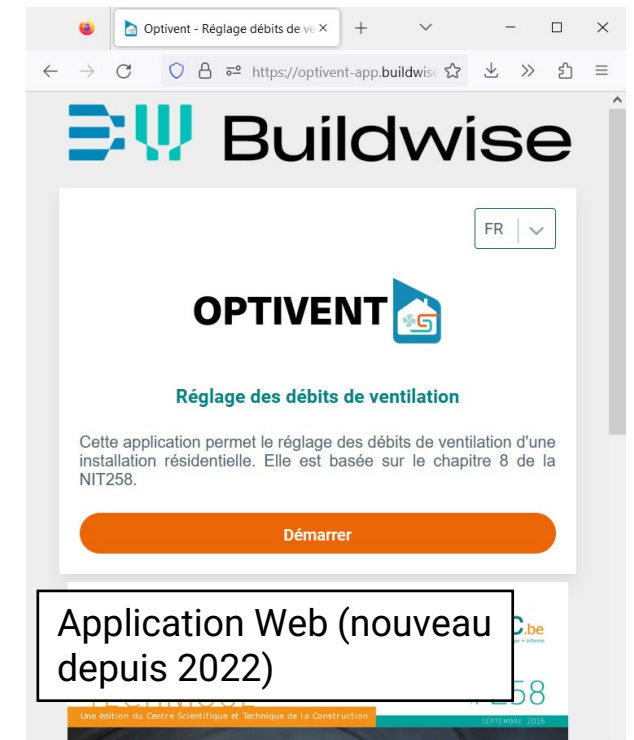 Optivent - Réglage débits de ve
https://optivent-app.buildwis
Buildwise
FR
OPTIVENT
Réglage des débits de ventilation
Cette application permet le réglage des débits de ventilation d'une
installation résidentielle. Elle est basée sur le chapitre 8 de la
NIT258.
Démarrer
Application Web (nouveau
depuis 2022)
C.be
TECHNIQUE
258
Une édition du Centre Scientifique et Technique de la Construction
SEPTEMBRE 2016